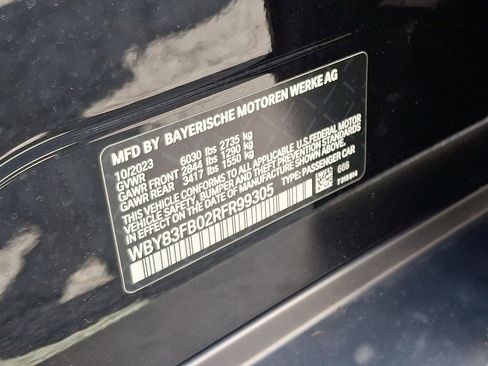 MFD BY BAYERISCHE MOTOREN WERKE AG
10/2023
GVWR 6030 lbs 2735 kg
GAWR FRONT 2848 lbs 1290 kg
GAWR REAR 3417 lbs 1550 kg
THIS VEHICLE CONFORMS TO ALL APPLICABLE U.S. FEDERAL MOTOR
VEHICLE SAFETY, BUMPER, AND THEFT PREVENTION STANDARDS
IN EFFECT ON THE DATE OF MANUFACTURE SHOWN ABOVE.
WBY83FB02RFR99305 TYPE: PASSENGER CAR
666